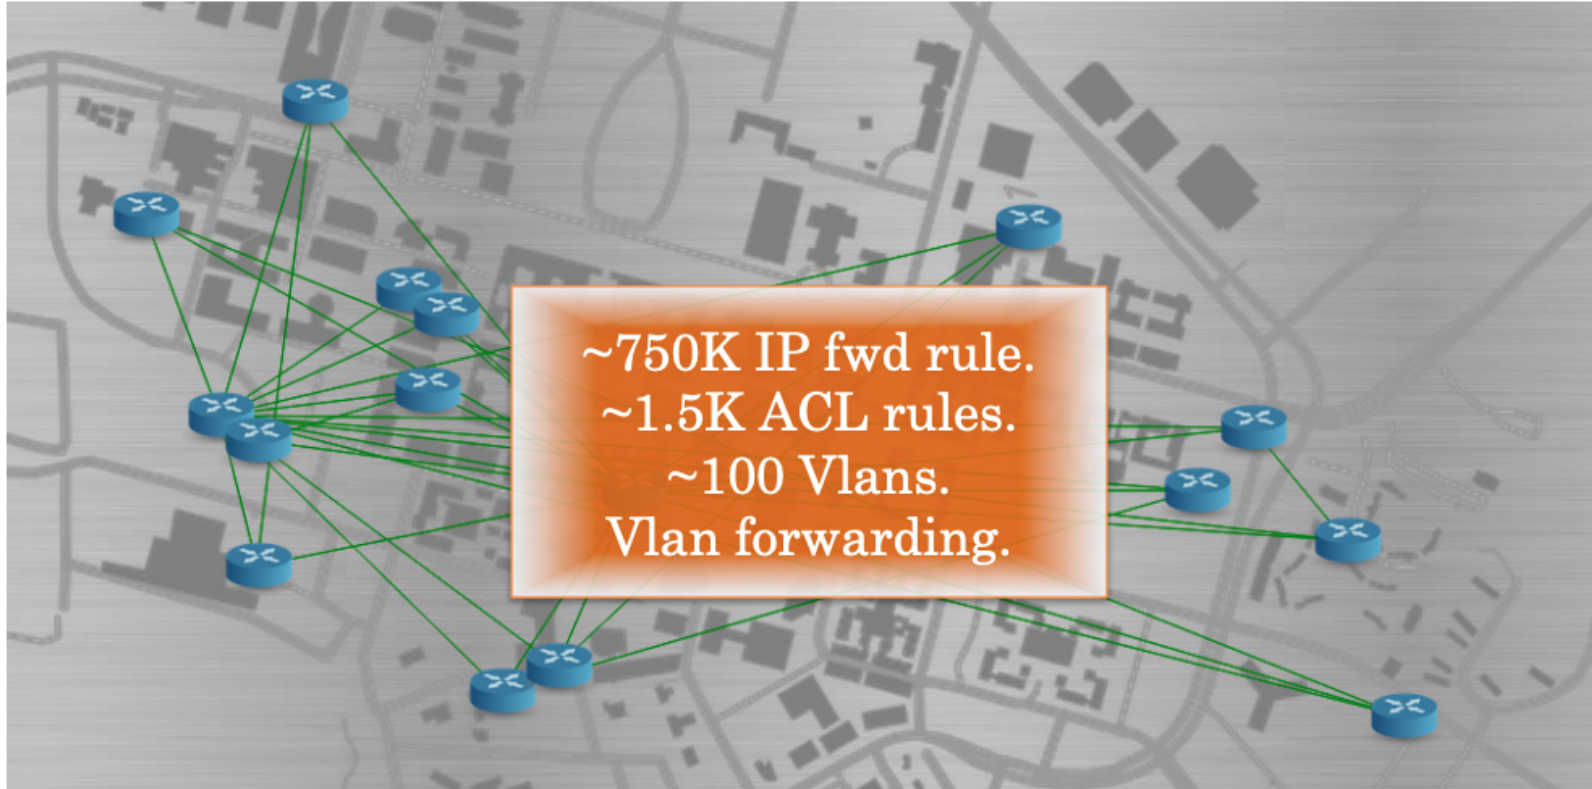 ~750K IP fwd rule.
~1.5K ACL rules.
~100 Vlans.
Vlan forwarding.